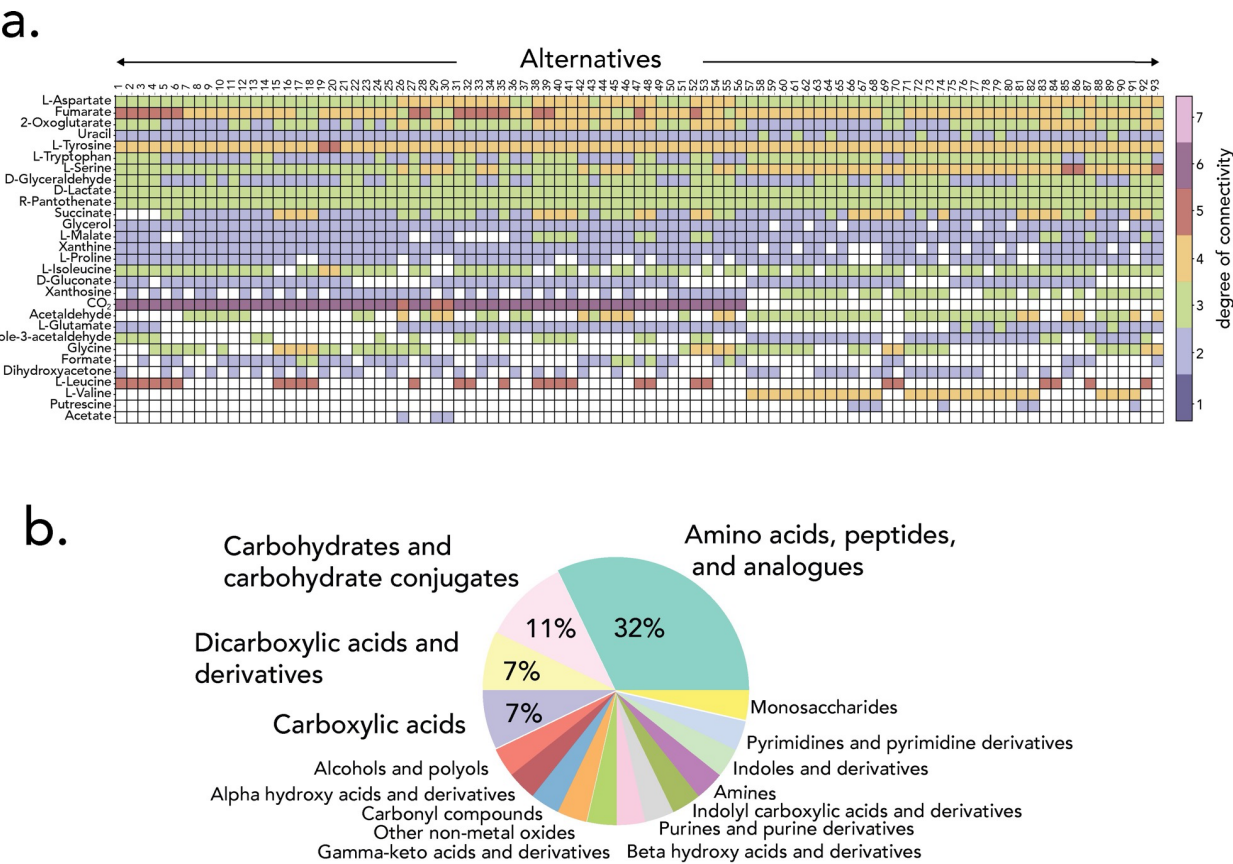 a.
Alternatives
1 2 3 4 5 6 7 8 9 10 11 12 13 14 15 16 17 18 19 20 21 22 23 24 25 26 27 28 29 30 31 32 33 34 35 36 37 38 39 40 41 42 43 44 45 46 47 48 49 50 51 52 53 54 55 56 57 58 59 60 61 62 63 64 65 66 67 68 69 70 71 72 73 74 75 76 77 78 79 80 81 82 83 84 85 86 87 88 89 90 91 92 93
L-Aspartate
Fumarate
2-Oxoglutarate
Uracil
L-Tyrosine
L-Tryptophan
L-Serine
D-Glyceraldehyde
D-Lactate
R-Pantothenate
Succinate
Glycerol
L-Malate
Xanthine
L-Proline
L-Isoleucine
D-Gluconate
Xanthosine
CO₂
Acetaldehyde
L-Glutamate
ole-3-acetaldehyde
Glycine
Formate
Dihydroxyacetone
L-Leucine
L-Valine
Putrescine
Acetate
7
6
5
4
3
2
1
degree of connectivity
b.
Carbohydrates and
carbohydrate conjugates
Amino acids, peptides,
and analogues
11%
32%
Dicarboxylic acids and
derivatives
7%
Carboxylic acids
7%
Monosaccharides
Pyrimidines and pyrimidine derivatives
Alcohols and polyols
Indoles and derivatives
Alpha hydroxy acids and derivatives
Amines
Carbonyl compounds
Indolyl carboxylic acids and derivatives
Other non-metal oxides
Purines and purine derivatives
Gamma-keto acids and derivatives
Beta hydroxy acids and derivatives